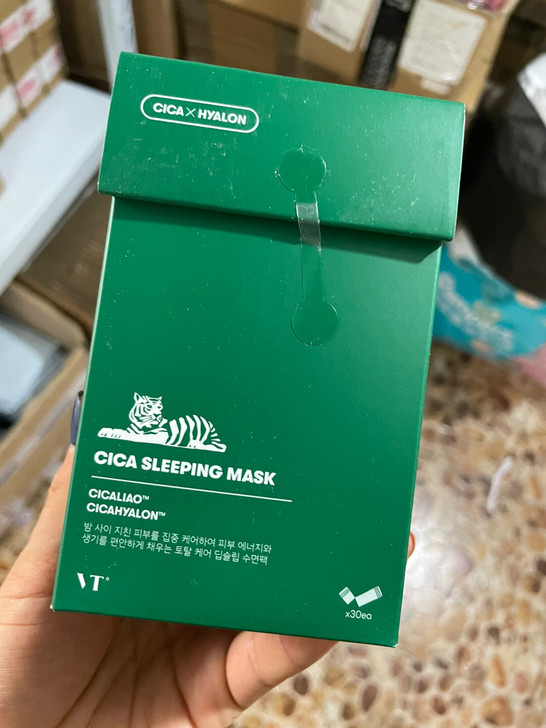 CICA×HYALON
CICA SLEEPING MASK
CICALIAO™
CICAHYALON™
밤 사이 지친 피부를 집중 케어하여 피부 에너지와
생기를 편안하게 채우는 토탈 케어 딥슬립 수면팩
VT
x30ea